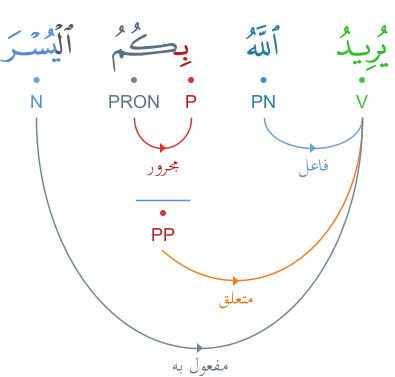 يُرِيدُ ٱللَّهُ بِكُمُ ٱلْيُسْرَ
V PN P PRON N
فاعل مجرور
PP
متعلق
مفعول به